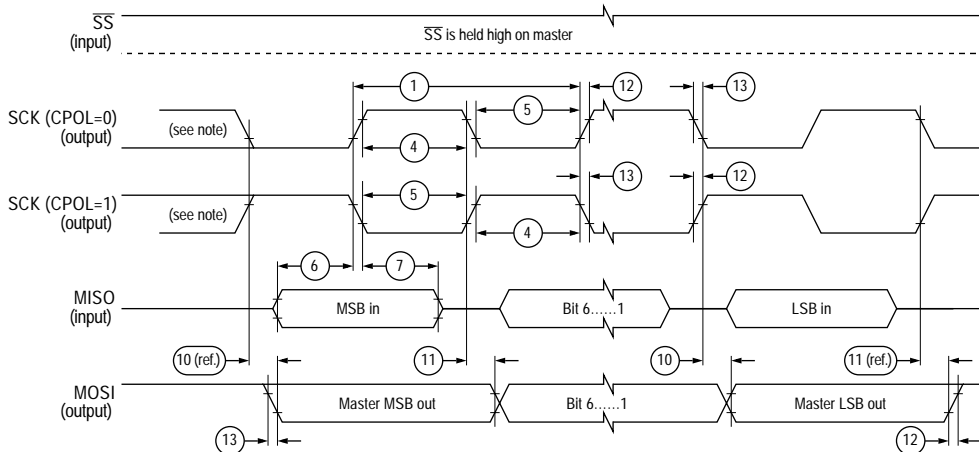 SS
(input)
SS is held high on master
1
12
13
5
SCK (CPOL=0)
(output)
(see note)
4
13
12
5
SCK (CPOL=1)
(output)
(see note)
4
6
7
MISO
(input)
MSB in
Bit 6......1
LSB in
10 (ref.)
11
10
11 (ref.)
MOSI
(output)
Master MSB out
Bit 6......1
Master LSB out
13
12